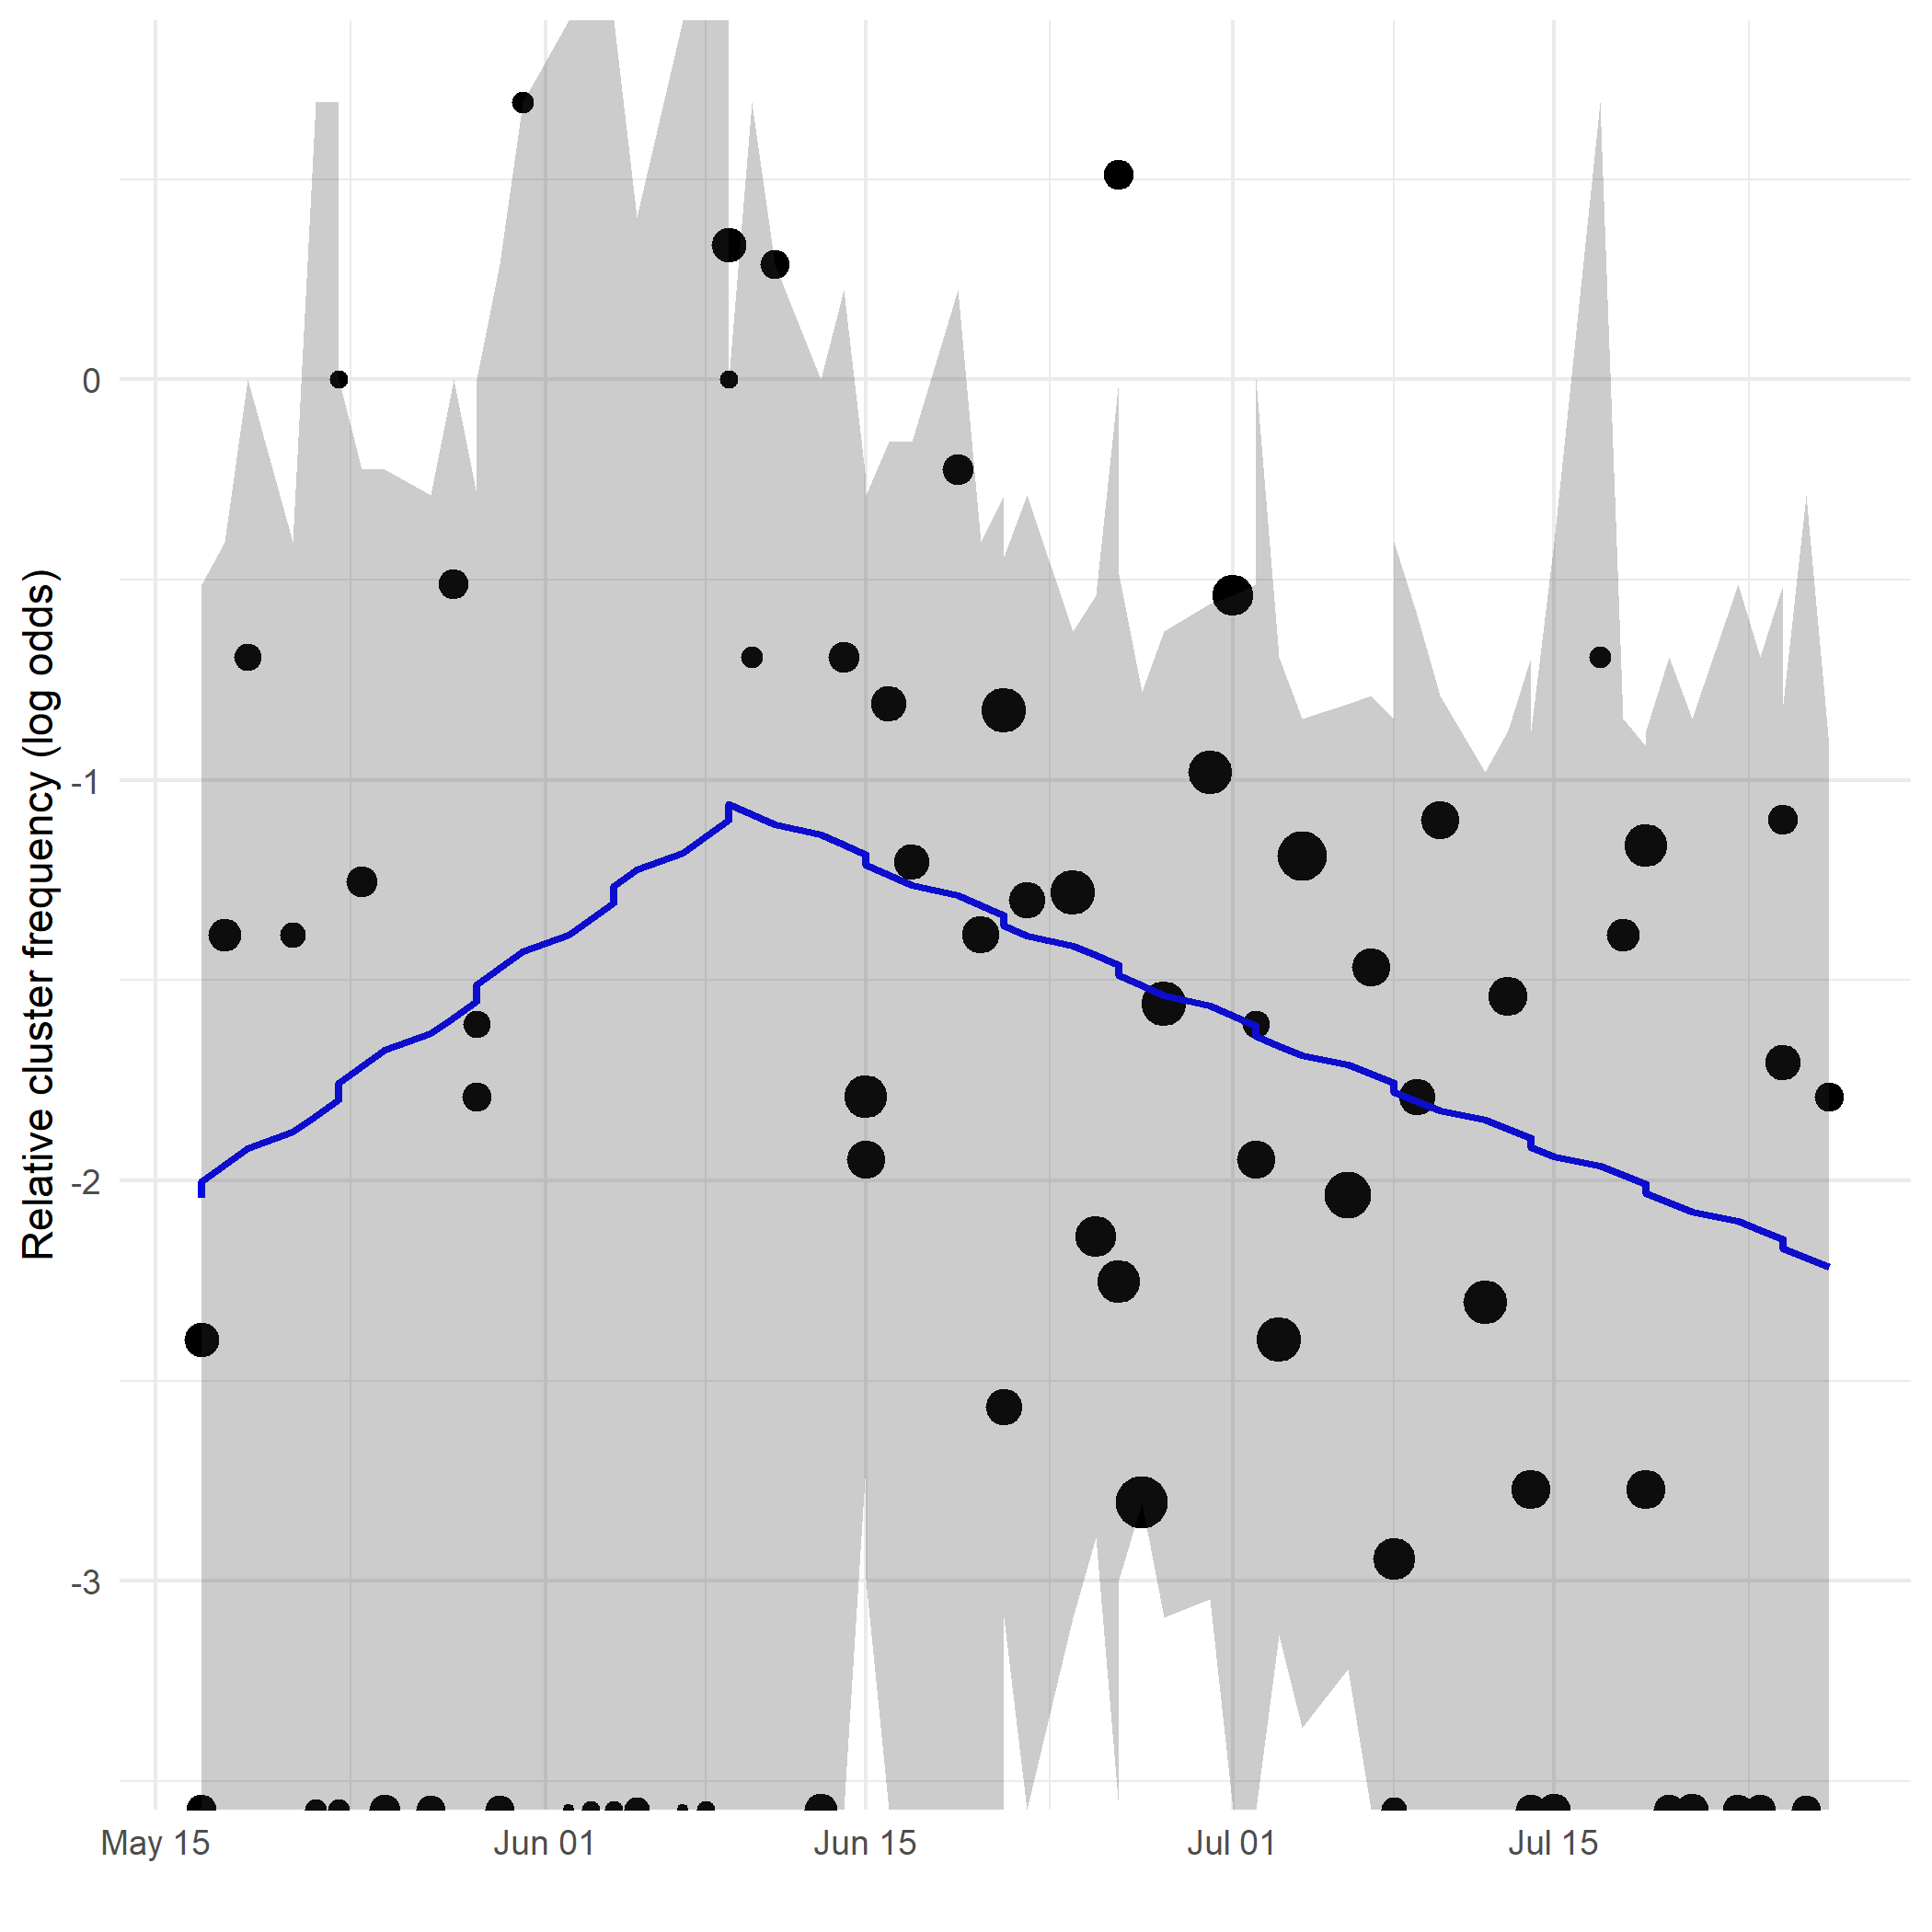 Relative cluster frequency (log odds)
0
-1
-2
-3
May 15
Jun 01
Jun 15
Jul 01
Jul 15